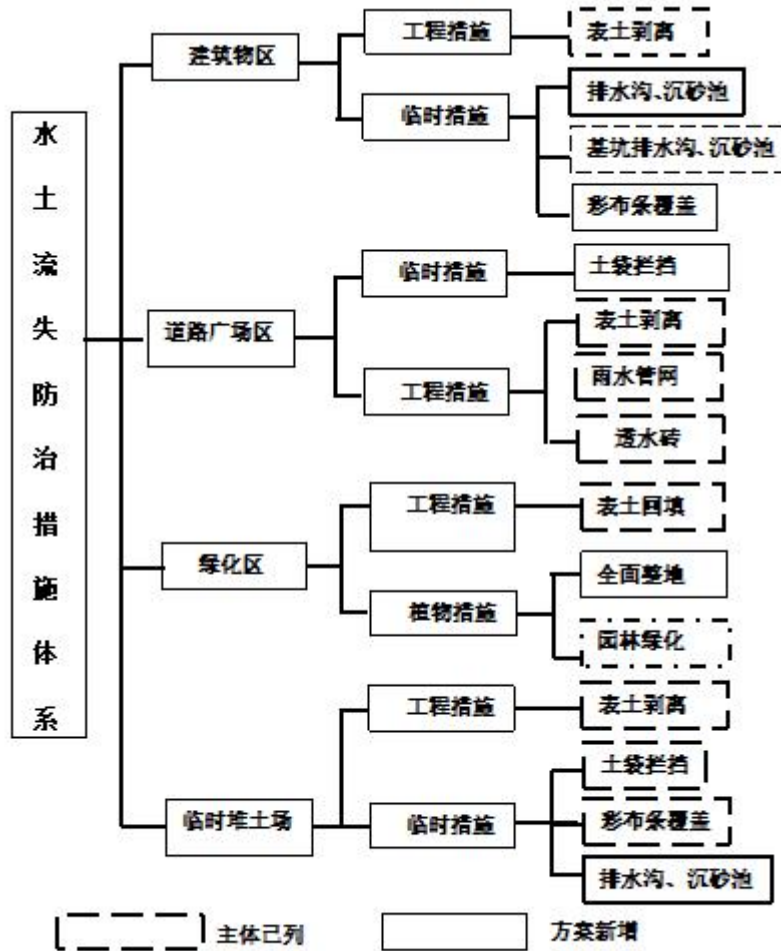 水土流失防治措施体系
建筑物区
工程措施
表土剥离
临时措施
排水沟、沉砂池
基坑排水沟、沉砂池
彩布条覆盖
道路广场区
临时措施
土袋拦挡
工程措施
表土剥离
雨水管网
透水砖
绿化区
工程措施
表土回填
植物措施
全面整地
园林绿化
临时堆土场
工程措施
表土剥离
临时措施
土袋拦挡
彩布条覆盖
排水沟、沉砂池
主体已列
方案新增